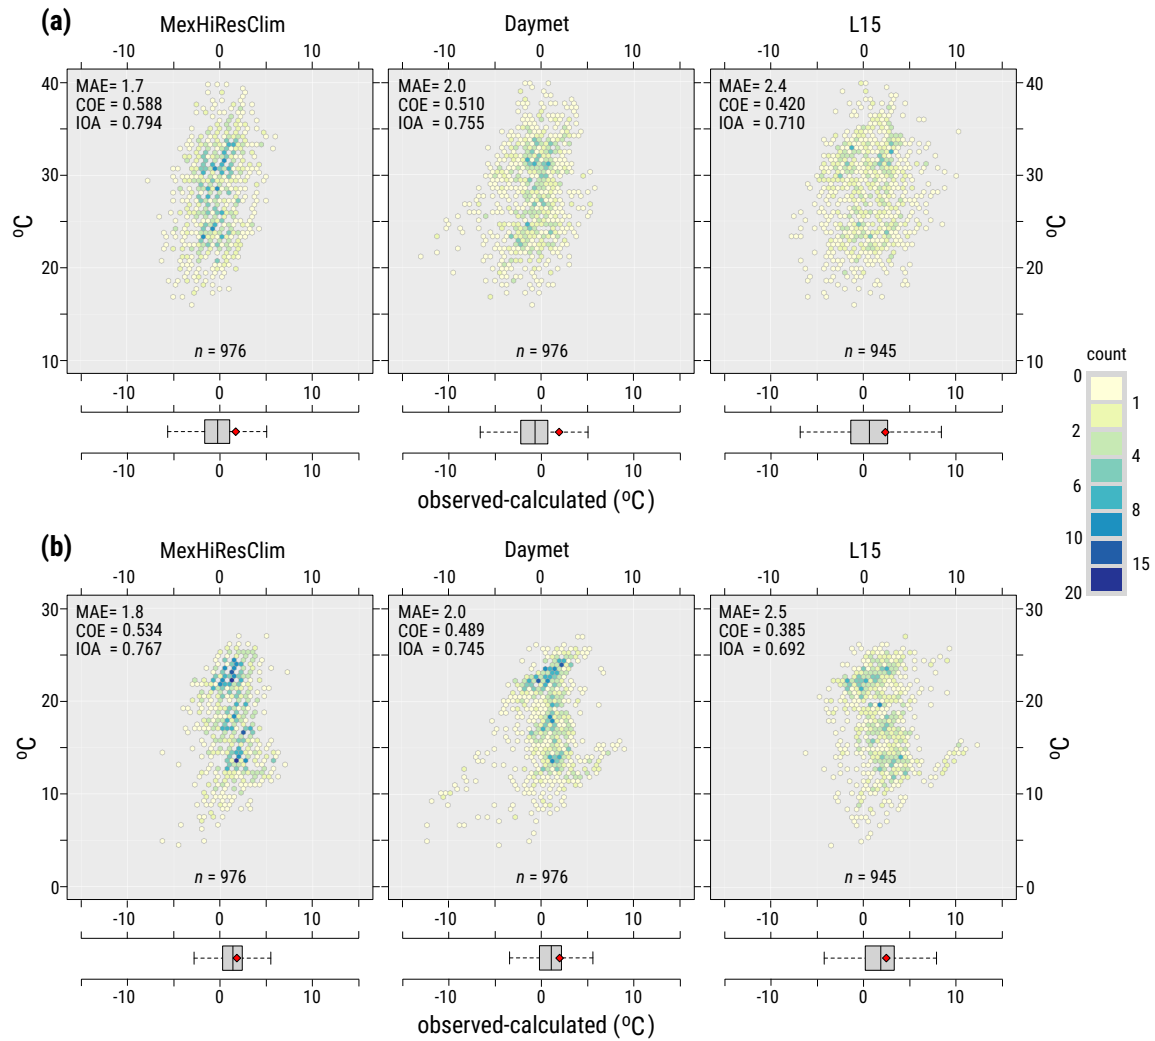 (a)
MexHiResClim Daymet L15
-10 0 10 -10 0 10 -10 0 10
40 MAE= 1.7 MAE= 2.0 MAE= 2.4 40
COE = 0.588 COE = 0.510 COE = 0.420
IOA = 0.794 IOA = 0.755 IOA = 0.710
30 30
ºC ºC
20 20
n = 976 n = 976 n = 945
10 10
-10 0 10 -10 0 10 -10 0 10
0 10 -10 0 10 -10 0 10
observed-calculated (ºC)
count
0
1
2
4
6
8
10
15
20
(b)
MexHiResClim Daymet L15
-10 0 10 -10 0 10 -10 0 10
30 MAE= 1.8 MAE= 2.0 MAE= 2.5 30
COE = 0.534 COE = 0.489 COE = 0.385
IOA = 0.767 IOA = 0.745 IOA = 0.692
20 20
ºC ºC
10 10
n = 976 n = 976 n = 945
0 0
-10 0 10 -10 0 10 -10 0 10
-10 0 10 -10 0 10 -10 0 10
observed-calculated (ºC)